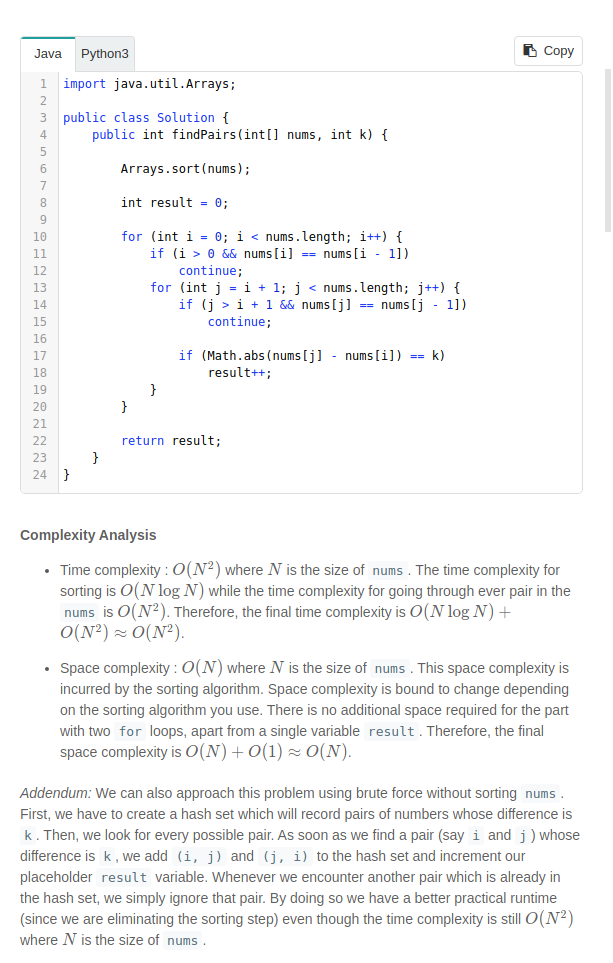 Java
Python3
Copy
1 import java.util.Arrays;
2
3 public class Solution {
4     public int findPairs(int[] nums, int k) {
5
6         Arrays.sort(nums);
7
8         int result = 0;
9
10         for (int i = 0; i < nums.length; i++) {
11             if (i > 0 && nums[i] == nums[i - 1])
12                 continue;
13             for (int j = i + 1; j < nums.length; j++) {
14                 if (j > i + 1 && nums[j] == nums[j - 1])
15                     continue;
16
17                 if (Math.abs(nums[j] - nums[i]) == k)
18                     result++;
19             }
20         }
21
22         return result;
23     }
24 }
Complexity Analysis
• Time complexity : O(N²) where N is the size of nums . The time complexity for
sorting is O(N log N) while the time complexity for going through ever pair in the
nums is O(N²). Therefore, the final time complexity is O(N log N) +
O(N²) ≈ O(N²).
• Space complexity : O(N) where N is the size of nums . This space complexity is
incurred by the sorting algorithm. Space complexity is bound to change depending
on the sorting algorithm you use. There is no additional space required for the part
with two for loops, apart from a single variable result . Therefore, the final
space complexity is O(N) + O(1) ≈ O(N).
Addendum: We can also approach this problem using brute force without sorting nums .
First, we have to create a hash set which will record pairs of numbers whose difference is
k . Then, we look for every possible pair. As soon as we find a pair (say i and j ) whose
difference is k , we add (i, j) and (j, i) to the hash set and increment our
placeholder result variable. Whenever we encounter another pair which is already in
the hash set, we simply ignore that pair. By doing so we have a better practical runtime
(since we are eliminating the sorting step) even though the time complexity is still O(N²)
where N is the size of nums .